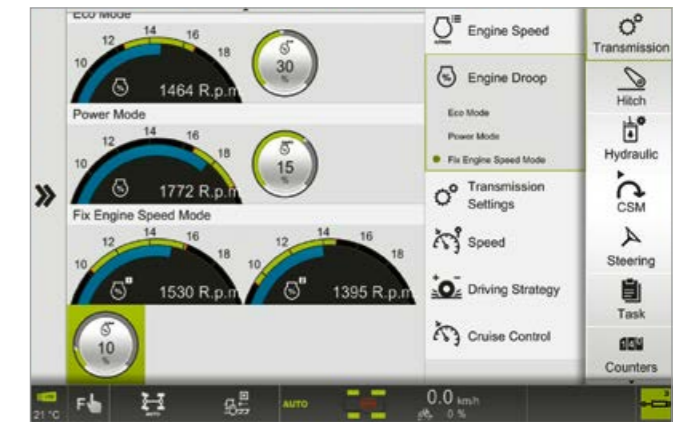 Eco Mode
10 12 14 16 18
1464 R.p.m
30
%
Power Mode
10 12 14 16 18
1772 R.p.m
15
%
Fix Engine Speed Mode
10 12 14 16 18
1530 R.p.m
10 12 14 16 18
1395 R.p.m
10
%
Engine Speed
Engine Droop
Eco Mode
Power Mode
Fix Engine Speed Mode
Transmission
Settings
Speed
Driving Strategy
Cruise Control
Transmission
Hitch
Hydraulic
CSM
Steering
Task
Counters
21 °C
F
AUTO
AUTO
0.0 km/h
0 %